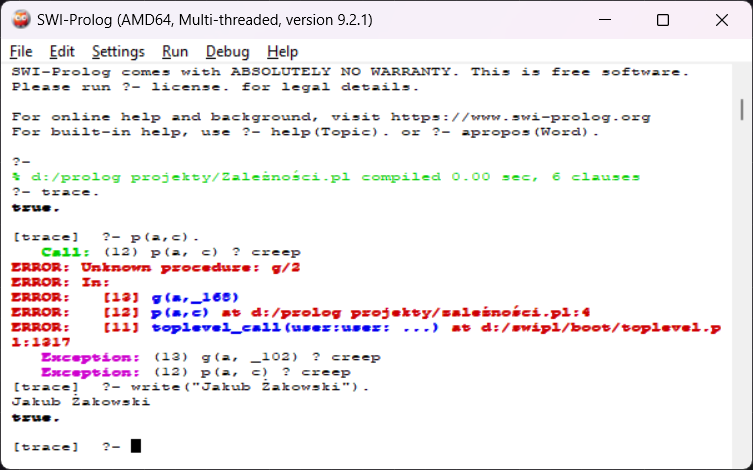 SWI-Prolog (AMD64, Multi-threaded, version 9.2.1)
File Edit Settings Run Debug Help
SWI-Prolog comes with ABSOLUTELY NO WARRANTY. This is free software.
Please run ?- license. for legal details.
For online help and background, visit https://www.swi-prolog.org
For built-in help, use ?- help(Topic). or ?- apropos(Word).
?-
% d:/prolog projekty/Zależności.pl compiled 0.00 sec, 6 clauses
?- trace.
true.
[trace]  ?- p(a,c).
   Call: (12) p(a, c) ? creep
ERROR: Unknown procedure: g/2
ERROR: In:
ERROR:   [13] g(a,_168)
ERROR:   [12] p(a,c) at d:/prolog projekty/zależności.pl:4
ERROR:   [11] toplevel_call(user:user: ...) at d:/swipl/boot/toplevel.p
l:1317
   Exception: (13) g(a, _102) ? creep
   Exception: (12) p(a, c) ? creep
[trace]  ?- write("Jakub Żakowski").
Jakub Żakowski
true.
[trace]  ?-